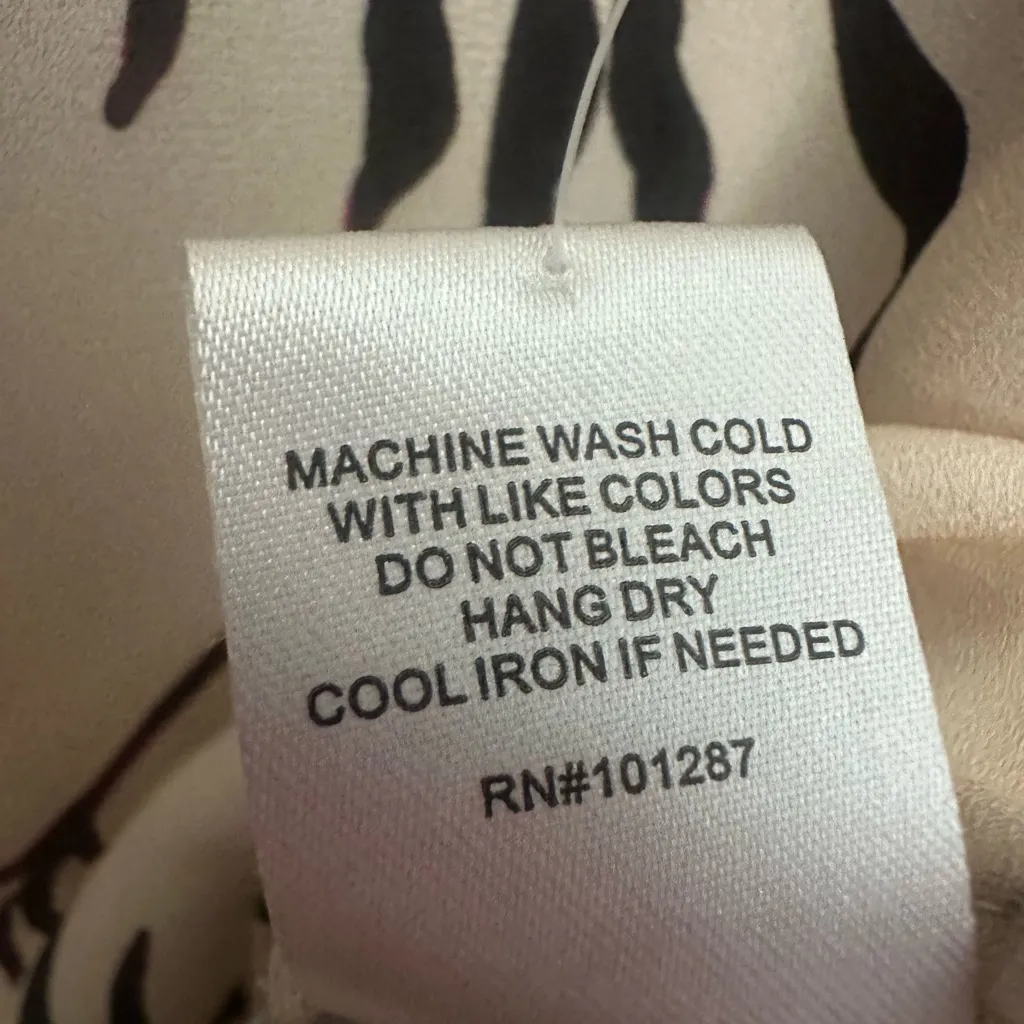 MACHINE WASH COLD
WITH LIKE COLORS
DO NOT BLEACH
HANG DRY
COOL IRON IF NEEDED
RN#101287